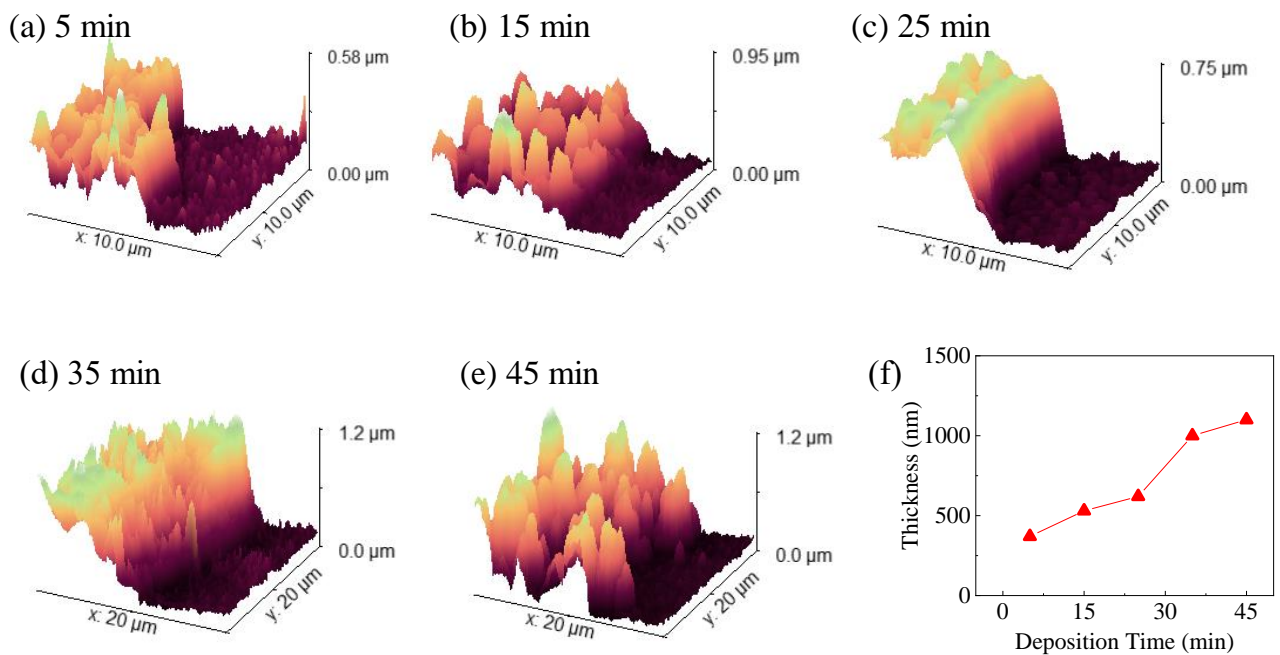 (a) 5 min
0.58 µm
0.00 µm
x: 10.0 µm
y: 10.0 µm
(b) 15 min
0.95 µm
0.00 µm
x: 10.0 µm
y: 10.0 µm
(c) 25 min
0.75 µm
0.00 µm
x: 10.0 µm
y: 10.0 µm
(d) 35 min
1.2 µm
0.0 µm
x: 20 µm
y: 20 µm
(e) 45 min
1.2 µm
0.0 µm
x: 20 µm
y: 20 µm
(f)
Thickness (nm)
1500
1000
500
0
0 15 30 45
Deposition Time (min)